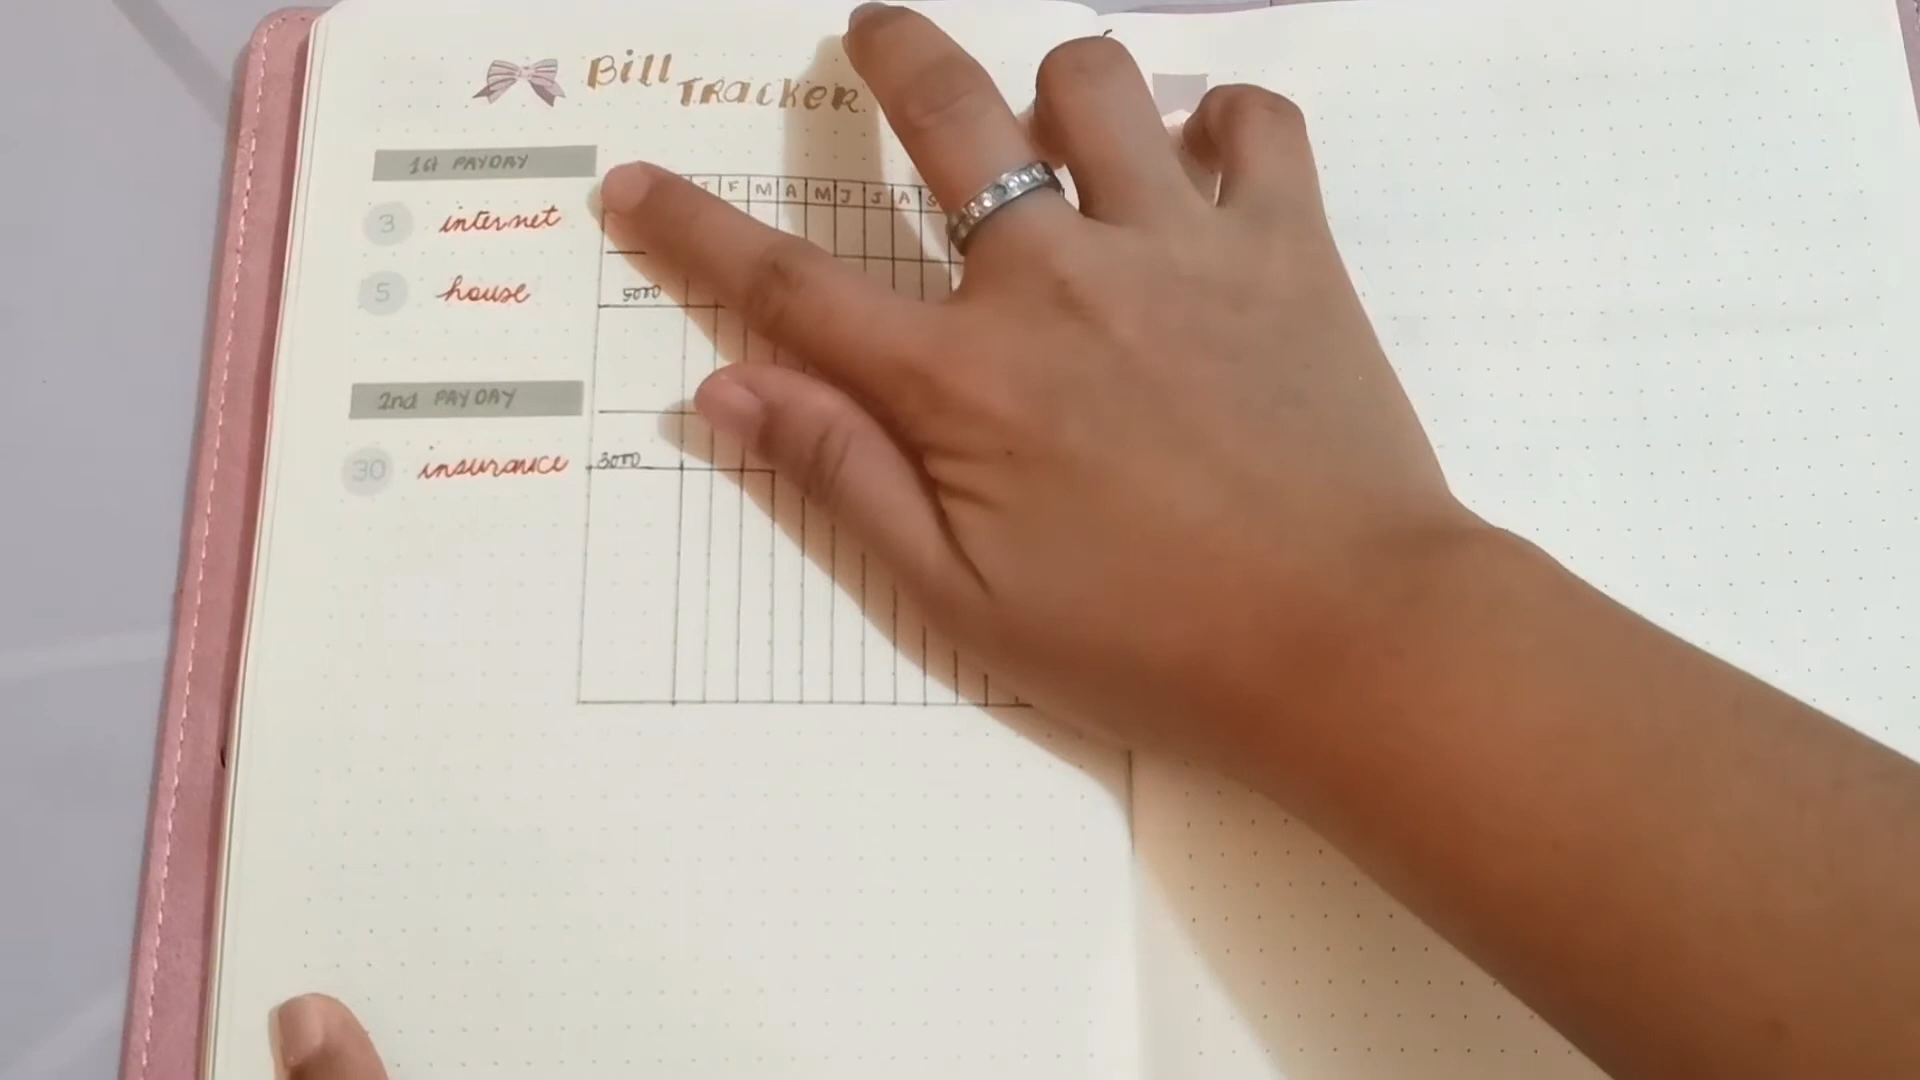 Bill
TRacKeR
1st PAYDAY
J F M A M J J A S
3 internet
5 house 5000
2nd PAYDAY
30 insurance 3000